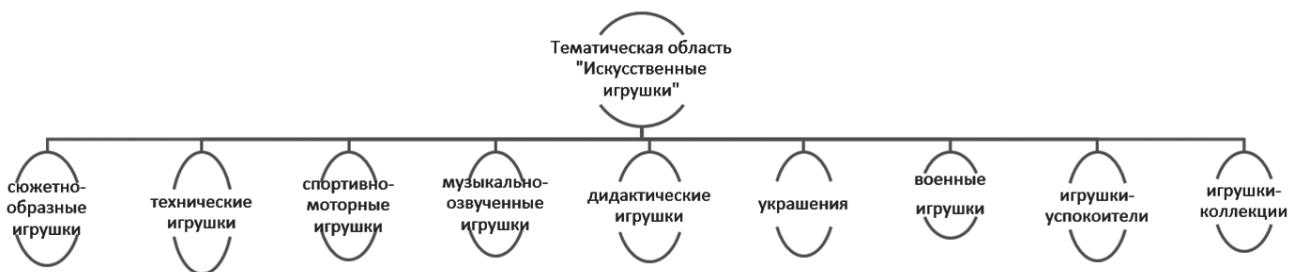 Тематическая область
"Искусственные
игрушки"
сюжетно-
образные
игрушки
технические
игрушки
спортивно-
моторные
игрушки
музыкально-
озвученные
игрушки
дидактические
игрушки
украшения
военные
игрушки
игрушки-
успокоители
игрушки-
коллекции